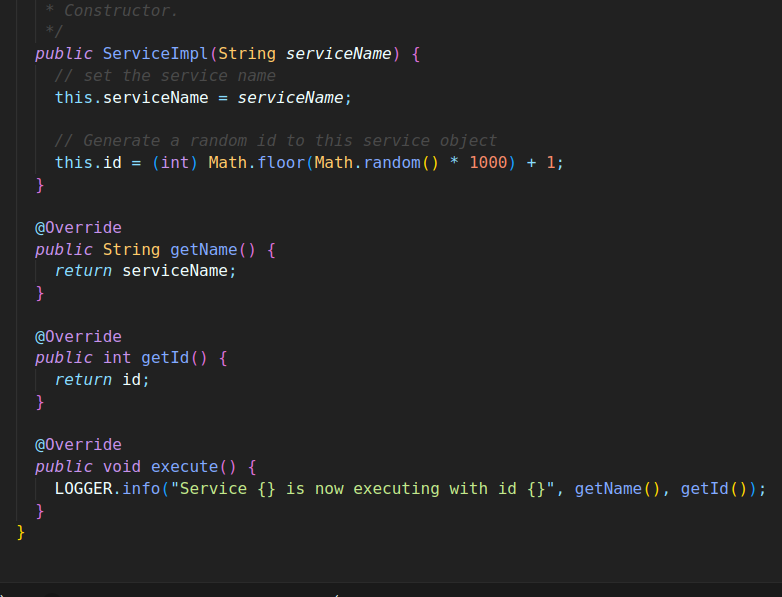 * Constructor.
*/
public ServiceImpl(String serviceName) {
// set the service name
this.serviceName = serviceName;
// Generate a random id to this service object
this.id = (int) Math.floor(Math.random() * 1000) + 1;
}
@Override
public String getName() {
return serviceName;
}
@Override
public int getId() {
return id;
}
@Override
public void execute() {
LOGGER.info("Service {} is now executing with id {}", getName(), getId());
}
}